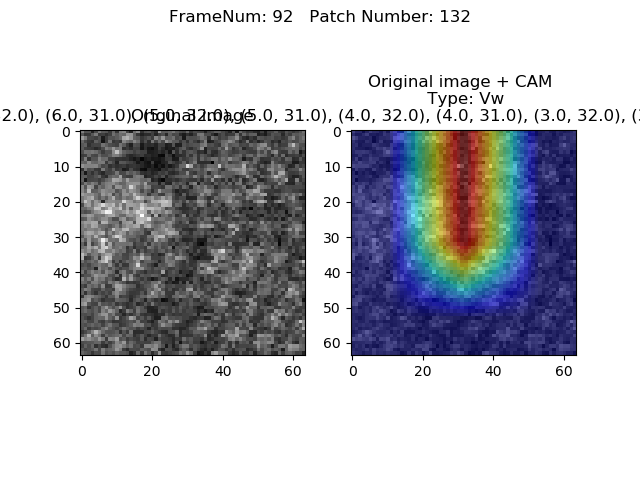 FrameNum: 92   Patch Number: 132
Original image + CAM
Type: Vw
2.0), (6.0, 31.0), (5.0, 32.0), (5.0, 31.0), (4.0, 32.0), (4.0, 31.0), (3.0, 32.0), (3
Original image
0
10
20
30
40
50
60
0 20 40 60
0
10
20
30
40
50
60
0 20 40 60